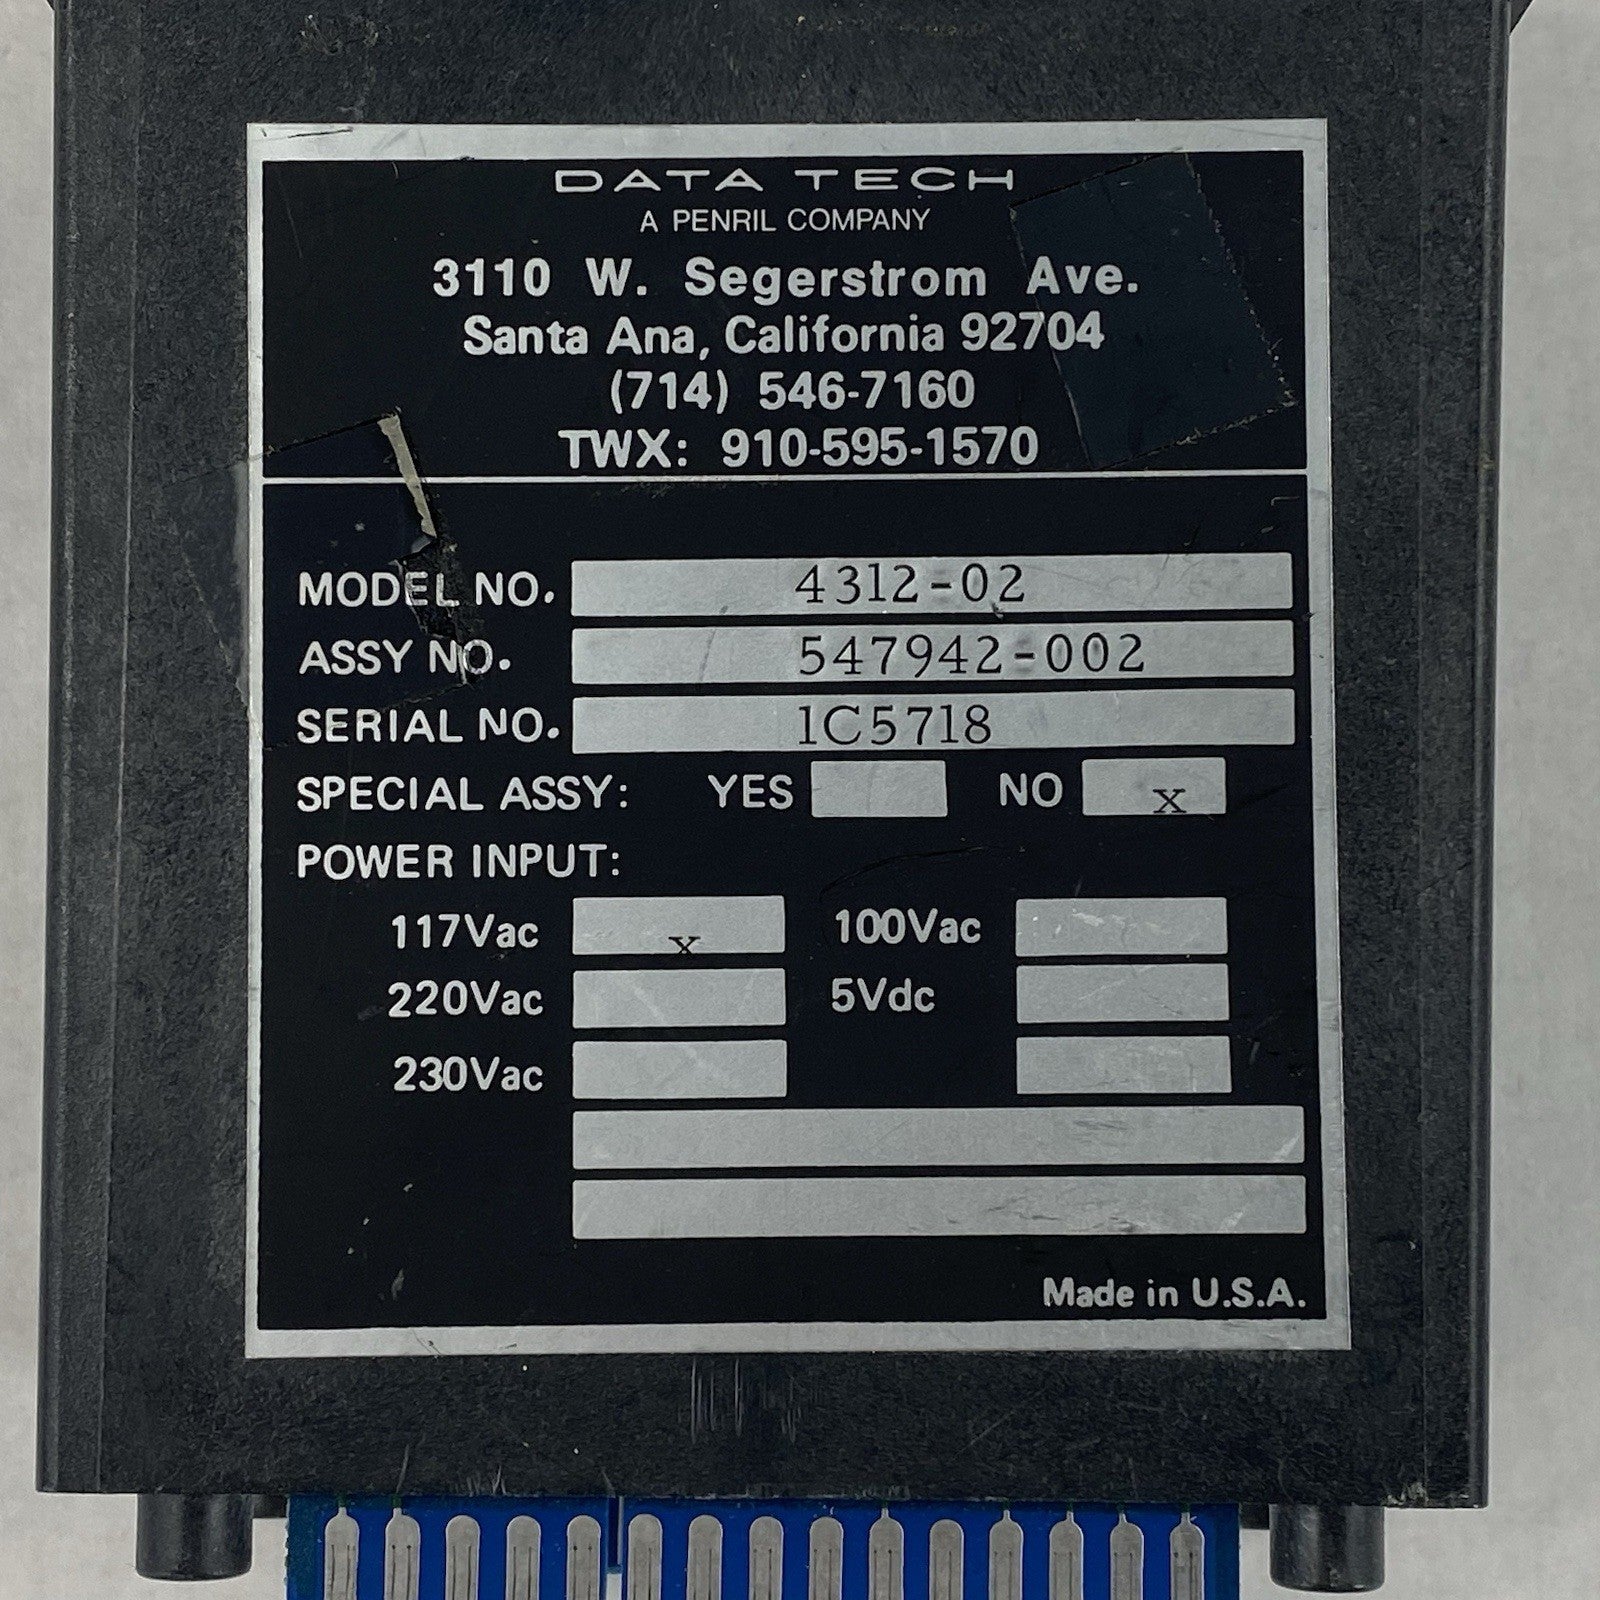 DATA TECH
A PENRIL COMPANY
3110 W. Segerstrom Ave.
Santa Ana, California 92704
(714) 546-7160
TWX: 910-595-1570
MODEL NO. 4312-02
ASSY NO. 547942-002
SERIAL NO. 1C5718
SPECIAL ASSY: YES NO x
POWER INPUT:
117Vac x 100Vac
220Vac 5Vdc
230Vac
Made in U.S.A.